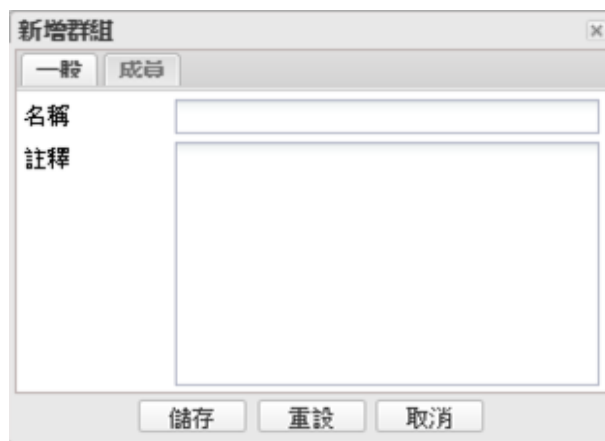 新增群組
一般 成員
名稱
註釋
儲存 重設 取消